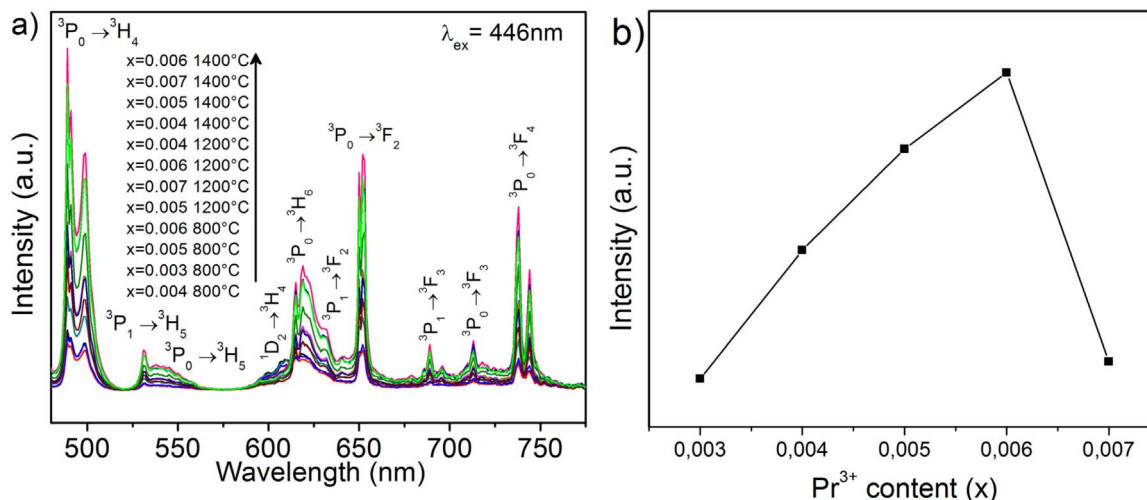 a)
³P₀→³H₄
λₑₓ = 446nm
x=0.006 1400°C
x=0.007 1400°C
x=0.005 1400°C
x=0.004 1400°C
x=0.004 1200°C
x=0.006 1200°C
x=0.007 1200°C
x=0.005 1200°C
x=0.006 800°C
x=0.005 800°C
x=0.003 800°C
x=0.004 800°C
³P₁→³H₅
³P₀→³H₅
¹D₂→³H₄
³P₀→³H₆
³P₁→³F₂
³P₀→³F₂
³P₁→³F₃
³P₀→³F₃
³P₀→³F₄
Intensity (a.u.)
500 550 600 650 700 750
Wavelength (nm)
b)
Intensity (a.u.)
0,003 0,004 0,005 0,006 0,007
Pr³⁺ content (x)